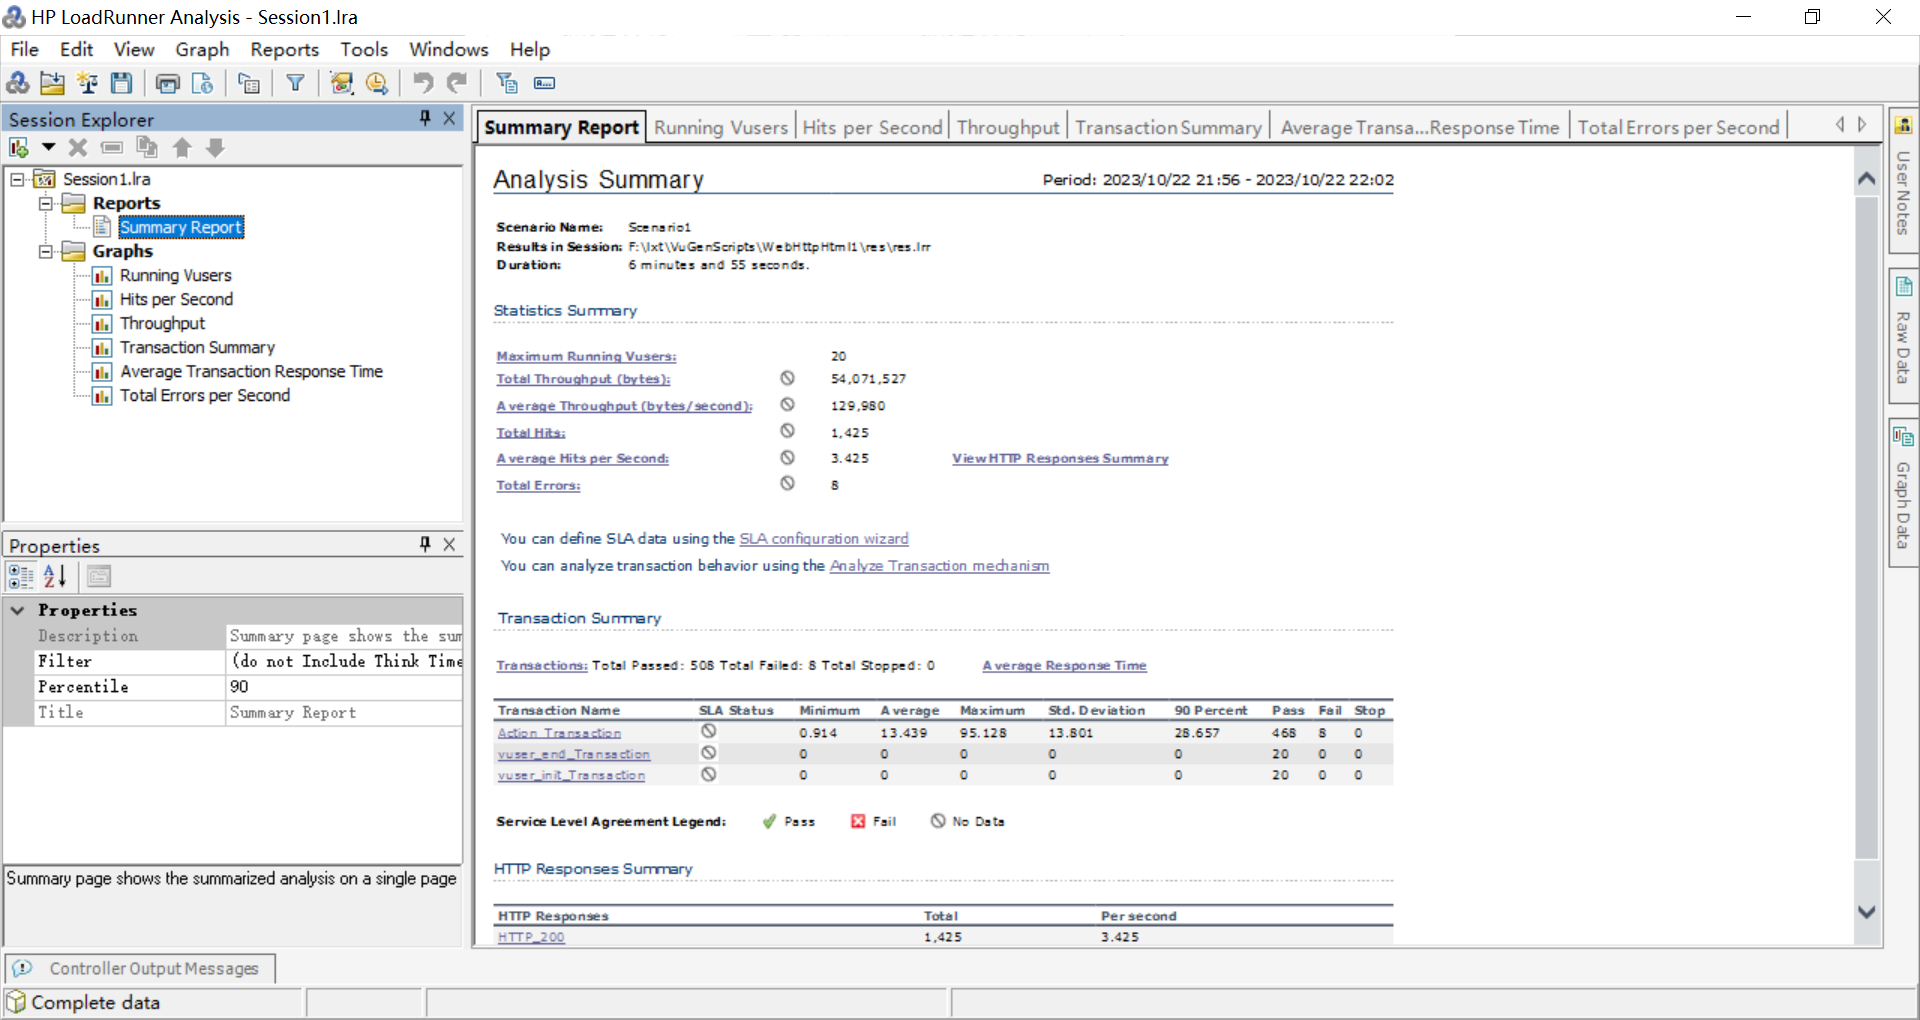 HP LoadRunner Analysis - Session1.lra
File Edit View Graph Reports Tools Windows Help
Session Explorer
Session1.lra
Reports
Summary Report
Graphs
Running Vusers
Hits per Second
Throughput
Transaction Summary
Average Transaction Response Time
Total Errors per Second
Properties
Properties
Description Summary page shows the sum
Filter (do not Include Think Time
Percentile 90
Title Summary Report
Summary page shows the summarized analysis on a single page
Summary Report Running Vusers Hits per Second Throughput Transaction Summary Average Transa...Response Time Total Errors per Second
Analysis Summary Period: 2023/10/22 21:56 - 2023/10/22 22:02
Scenario Name: Scenario1
Results in Session: F:\lxt\VuGenScripts\WebHttpHtml1\res\res.lrr
Duration: 6 minutes and 55 seconds.
Statistics Summary
Maximum Running Vusers: 20
Total Throughput (bytes): 54,071,527
Average Throughput (bytes/second): 129,980
Total Hits: 1,425
Average Hits per Second: 3.425 View HTTP Responses Summary
Total Errors: 8
You can define SLA data using the SLA configuration wizard
You can analyze transaction behavior using the Analyze Transaction mechanism
Transaction Summary
Transactions: Total Passed: 508 Total Failed: 8 Total Stopped: 0 Average Response Time
Transaction Name SLA Status Minimum Average Maximum Std. Deviation 90 Percent Pass Fail Stop
Action_Transaction 0.914 13.439 95.128 13.801 28.657 468 8 0
vuser_end_Transaction 0 0 0 0 0 20 0 0
vuser_init_Transaction 0 0 0 0 0 20 0 0
Service Level Agreement Legend: Pass Fail No Data
HTTP Responses Summary
HTTP Responses Total Per second
HTTP_200 1,425 3.425
User Notes
Raw Data
Graph Data
Controller Output Messages
Complete data